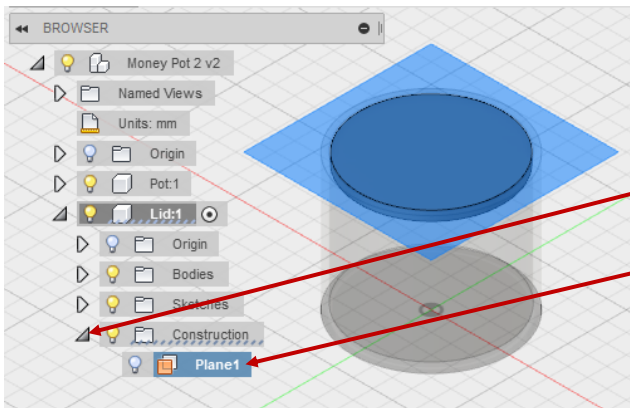 BROWSER
Money Pot 2 v2
Named Views
Units: mm
Origin
Pot:1
Lid:1
Origin
Bodies
Sketches
Construction
Plane1